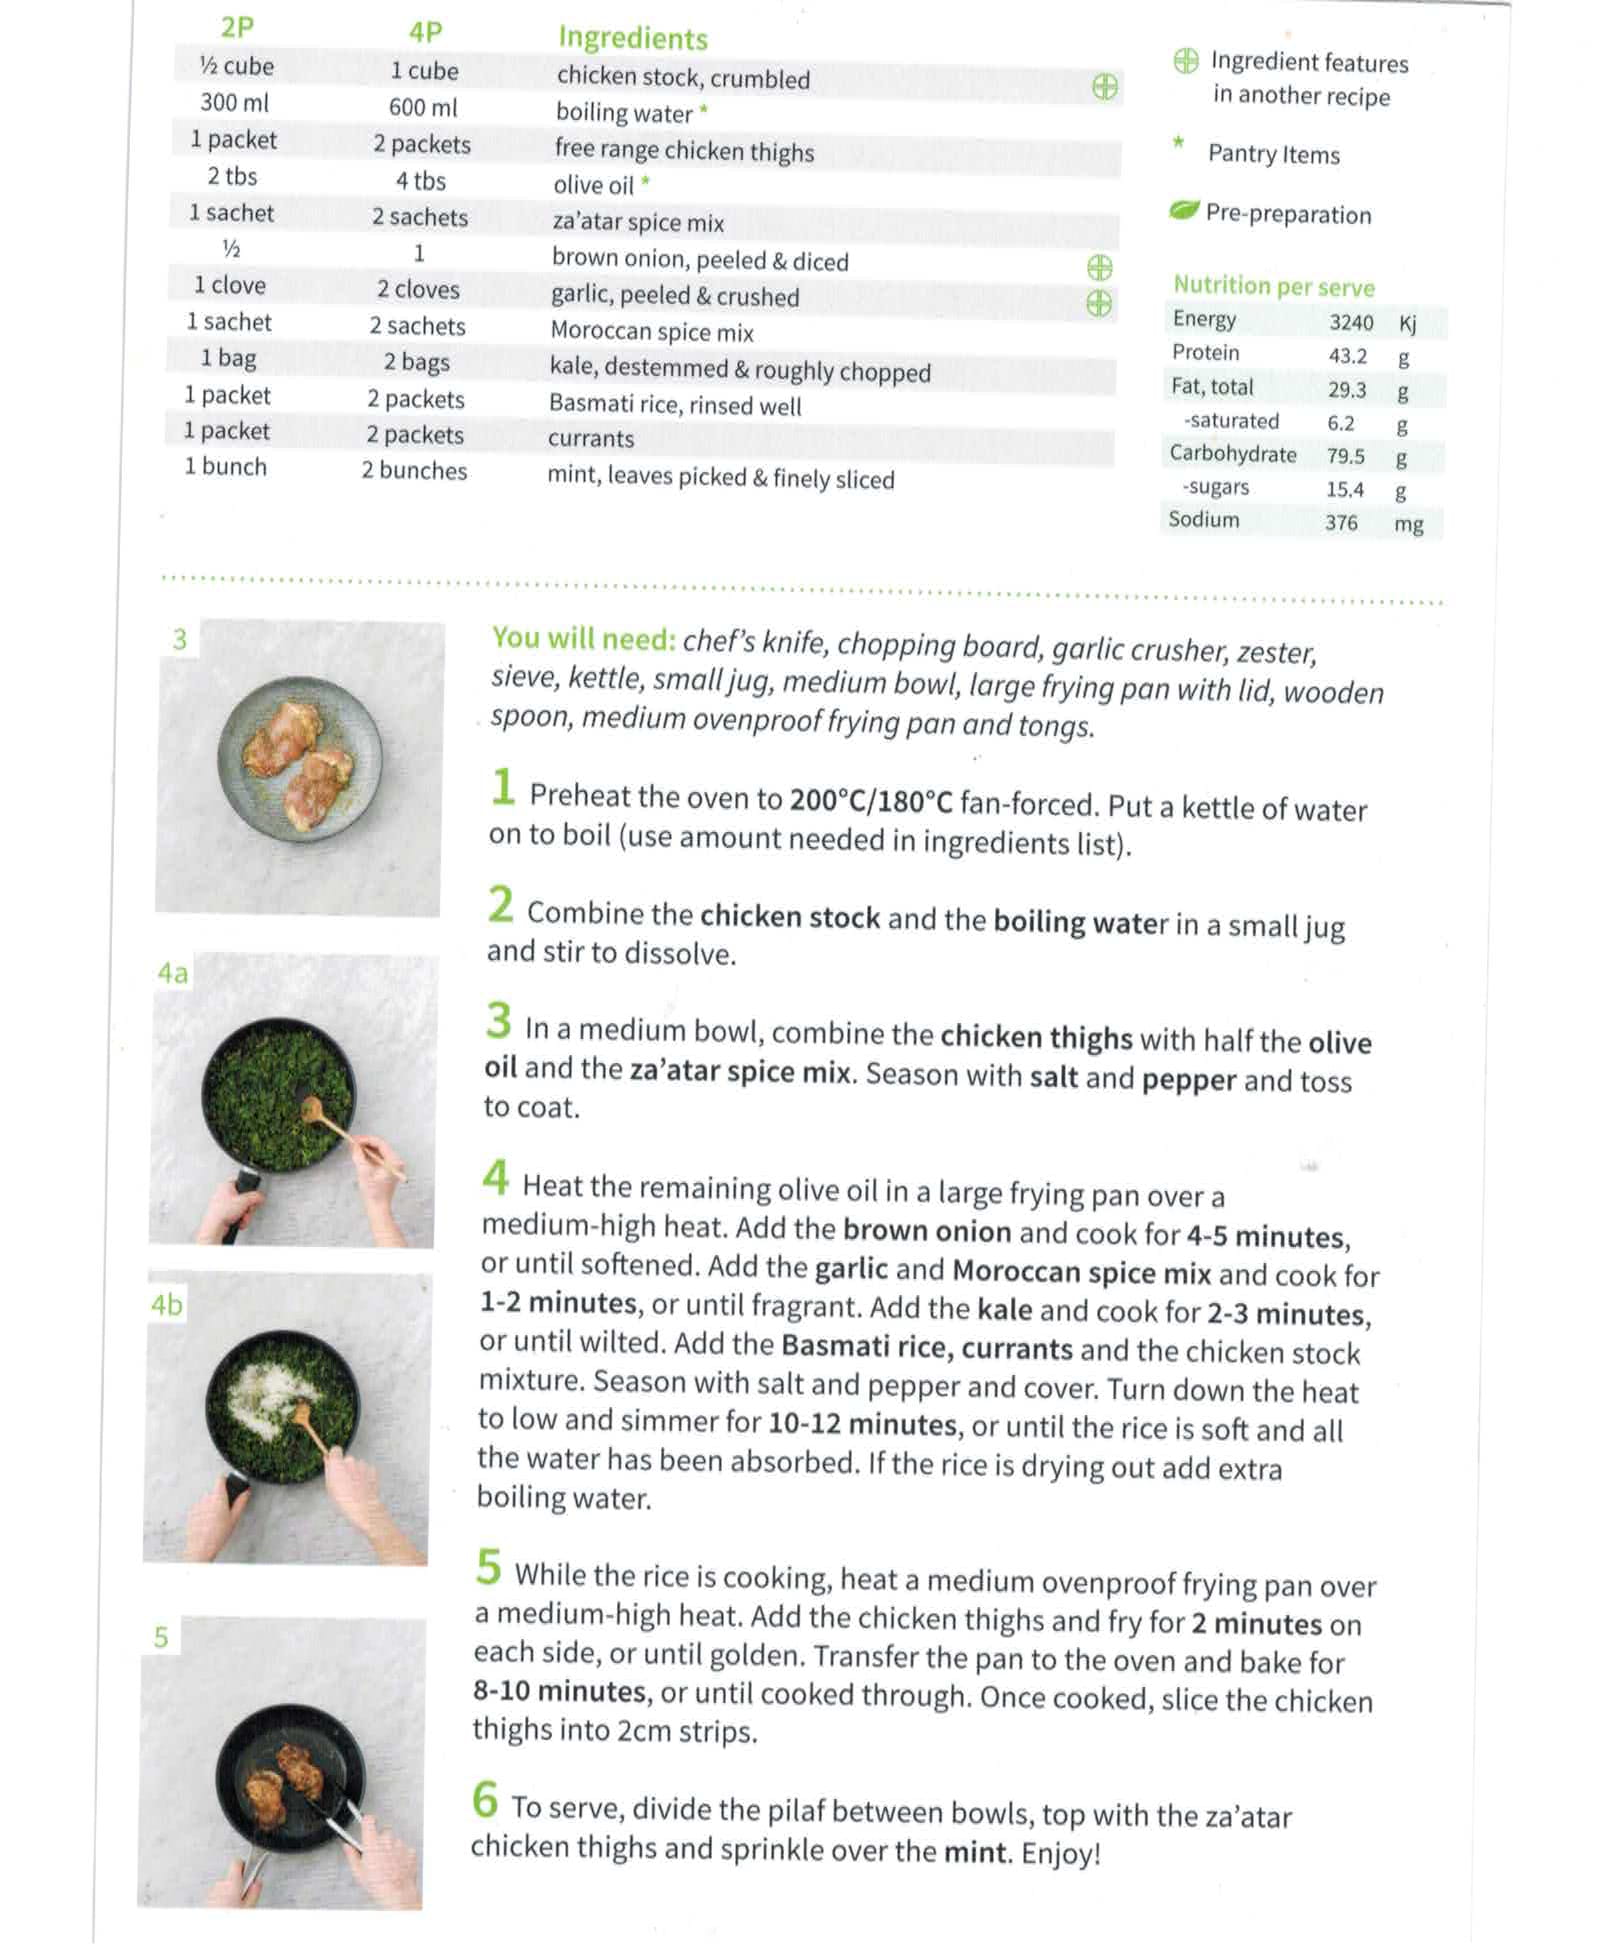 2P 4P Ingredients
½ cube 1 cube chicken stock, crumbled
300 ml 600 ml boiling water *
1 packet 2 packets free range chicken thighs
2 tbs 4 tbs olive oil *
1 sachet 2 sachets za'atar spice mix
½ 1 brown onion, peeled & diced
1 clove 2 cloves garlic, peeled & crushed
1 sachet 2 sachets Moroccan spice mix
1 bag 2 bags kale, destemmed & roughly chopped
1 packet 2 packets Basmati rice, rinsed well
1 packet 2 packets currants
1 bunch 2 bunches mint, leaves picked & finely sliced
Ingredient features
in another recipe
* Pantry Items
Pre-preparation
Nutrition per serve
Energy 3240 Kj
Protein 43.2 g
Fat, total 29.3 g
-saturated 6.2 g
Carbohydrate 79.5 g
-sugars 15.4 g
Sodium 376 mg
3
4a
4b
5
You will need: chef's knife, chopping board, garlic crusher, zester,
sieve, kettle, small jug, medium bowl, large frying pan with lid, wooden
spoon, medium ovenproof frying pan and tongs.
1 Preheat the oven to 200°C/180°C fan-forced. Put a kettle of water
on to boil (use amount needed in ingredients list).
2 Combine the chicken stock and the boiling water in a small jug
and stir to dissolve.
3 In a medium bowl, combine the chicken thighs with half the olive
oil and the za'atar spice mix. Season with salt and pepper and toss
to coat.
4 Heat the remaining olive oil in a large frying pan over a
medium-high heat. Add the brown onion and cook for 4-5 minutes,
or until softened. Add the garlic and Moroccan spice mix and cook for
1-2 minutes, or until fragrant. Add the kale and cook for 2-3 minutes,
or until wilted. Add the Basmati rice, currants and the chicken stock
mixture. Season with salt and pepper and cover. Turn down the heat
to low and simmer for 10-12 minutes, or until the rice is soft and all
the water has been absorbed. If the rice is drying out add extra
boiling water.
5 While the rice is cooking, heat a medium ovenproof frying pan over
a medium-high heat. Add the chicken thighs and fry for 2 minutes on
each side, or until golden. Transfer the pan to the oven and bake for
8-10 minutes, or until cooked through. Once cooked, slice the chicken
thighs into 2cm strips.
6 To serve, divide the pilaf between bowls, top with the za'atar
chicken thighs and sprinkle over the mint. Enjoy!